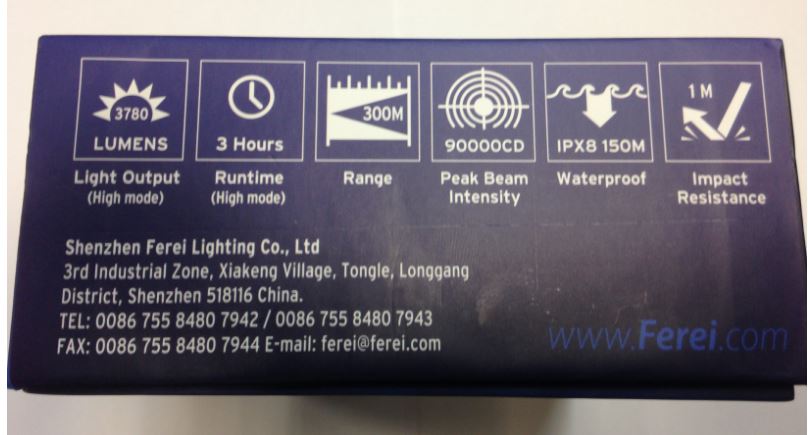 3780
LUMENS
3 Hours
300M
90000CD
IPX8 150M
1 M
Light Output
(High mode)
Runtime
(High mode)
Range
Peak Beam
Intensity
Waterproof
Impact
Resistance
Shenzhen Ferei Lighting Co., Ltd
3rd Industrial Zone, Xiakeng Village, Tongle, Longgang
District, Shenzhen 518116 China.
TEL: 0086 755 8480 7942 / 0086 755 8480 7943
FAX: 0086 755 8480 7944 E-mail: ferei@ferei.com
www.Ferei.com